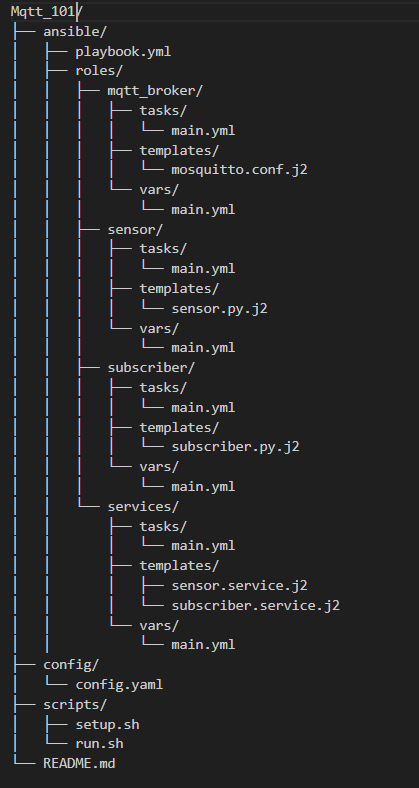 Mqtt_101/
├── ansible/
│   ├── playbook.yml
│   ├── roles/
│   │   ├── mqtt_broker/
│   │   │   ├── tasks/
│   │   │   │   └── main.yml
│   │   │   ├── templates/
│   │   │   │   └── mosquitto.conf.j2
│   │   │   └── vars/
│   │   │       └── main.yml
│   │   ├── sensor/
│   │   │   ├── tasks/
│   │   │   │   └── main.yml
│   │   │   ├── templates/
│   │   │   │   └── sensor.py.j2
│   │   │   └── vars/
│   │   │       └── main.yml
│   │   ├── subscriber/
│   │   │   ├── tasks/
│   │   │   │   └── main.yml
│   │   │   ├── templates/
│   │   │   │   └── subscriber.py.j2
│   │   │   └── vars/
│   │   │       └── main.yml
│   │   └── services/
│   │       ├── tasks/
│   │       │   └── main.yml
│   │       ├── templates/
│   │       │   ├── sensor.service.j2
│   │       │   └── subscriber.service.j2
│   │       └── vars/
│   │           └── main.yml
├── config/
│   └── config.yaml
├── scripts/
│   ├── setup.sh
│   └── run.sh
└── README.md